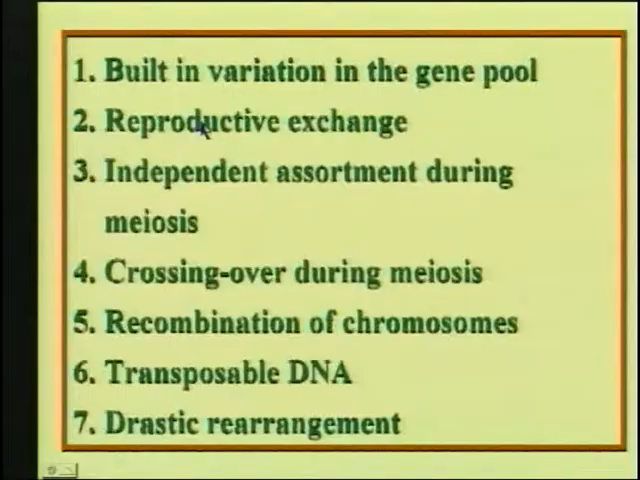 1. Built in variation in the gene pool
2. Reproductive exchange
3. Independent assortment during
meiosis
4. Crossing-over during meiosis
5. Recombination of chromosomes
6. Transposable DNA
7. Drastic rearrangement